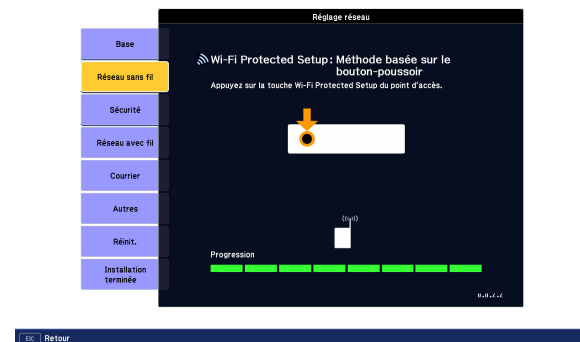 Réglage réseau
Base
Réseau sans fil
Sécurité
Réseau avec fil
Courrier
Autres
Réinit.
Installation
terminée
Wi-Fi Protected Setup: Méthode basée sur le
bouton-poussoir
Appuyez sur la touche Wi-Fi Protected Setup du point d'accès.
Progression
ESC Retour